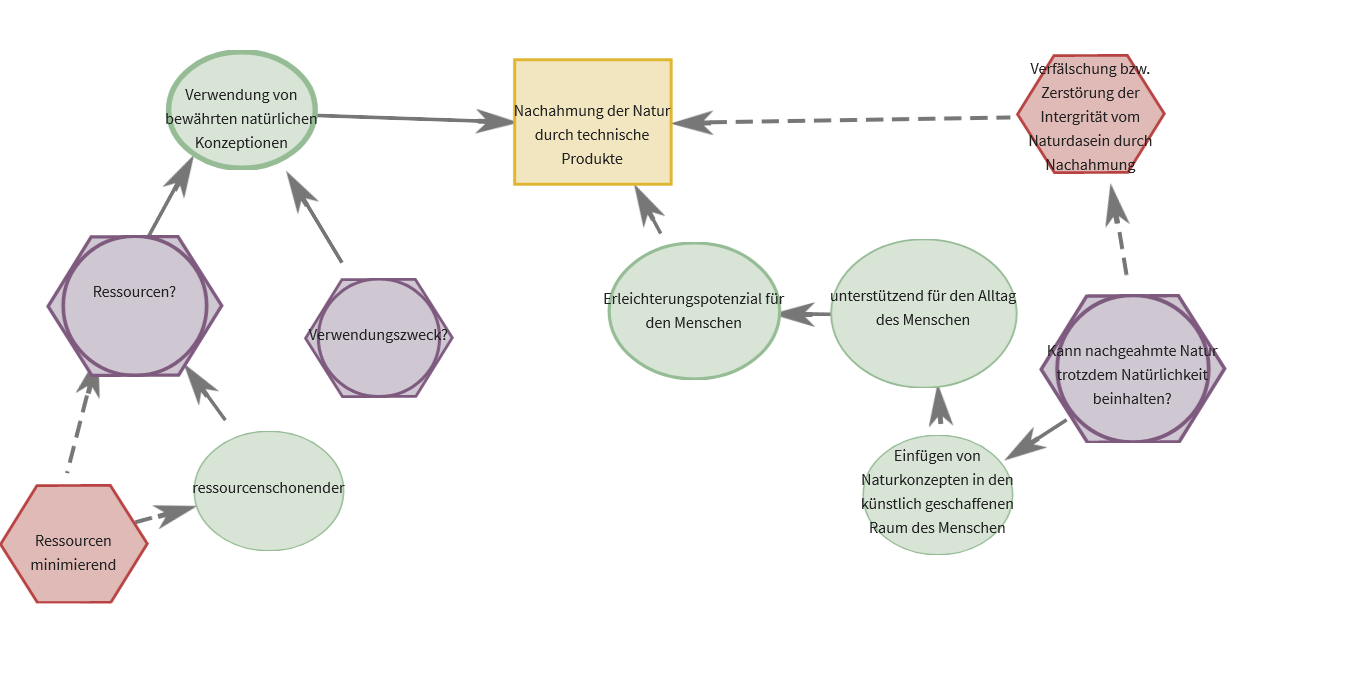 Verwendung von
bewährten natürlichen
Konzeptionen
Nachahmung der Natur
durch technische
Produkte
Verfälschung bzw.
Zerstörung der
Intergrität vom
Naturdasein durch
Nachahmung
Ressourcen?
Verwendungszweck?
Erleichterungspotenzial für
den Menschen
unterstützend für den Alltag
des Menschen
Kann nachgeahmte Natur
trotzdem Natürlichkeit
beinhalten?
ressourcenschonender
Einfügen von
Naturkonzepten in den
künstlich geschaffenen
Raum des Menschen
Ressourcen
minimierend